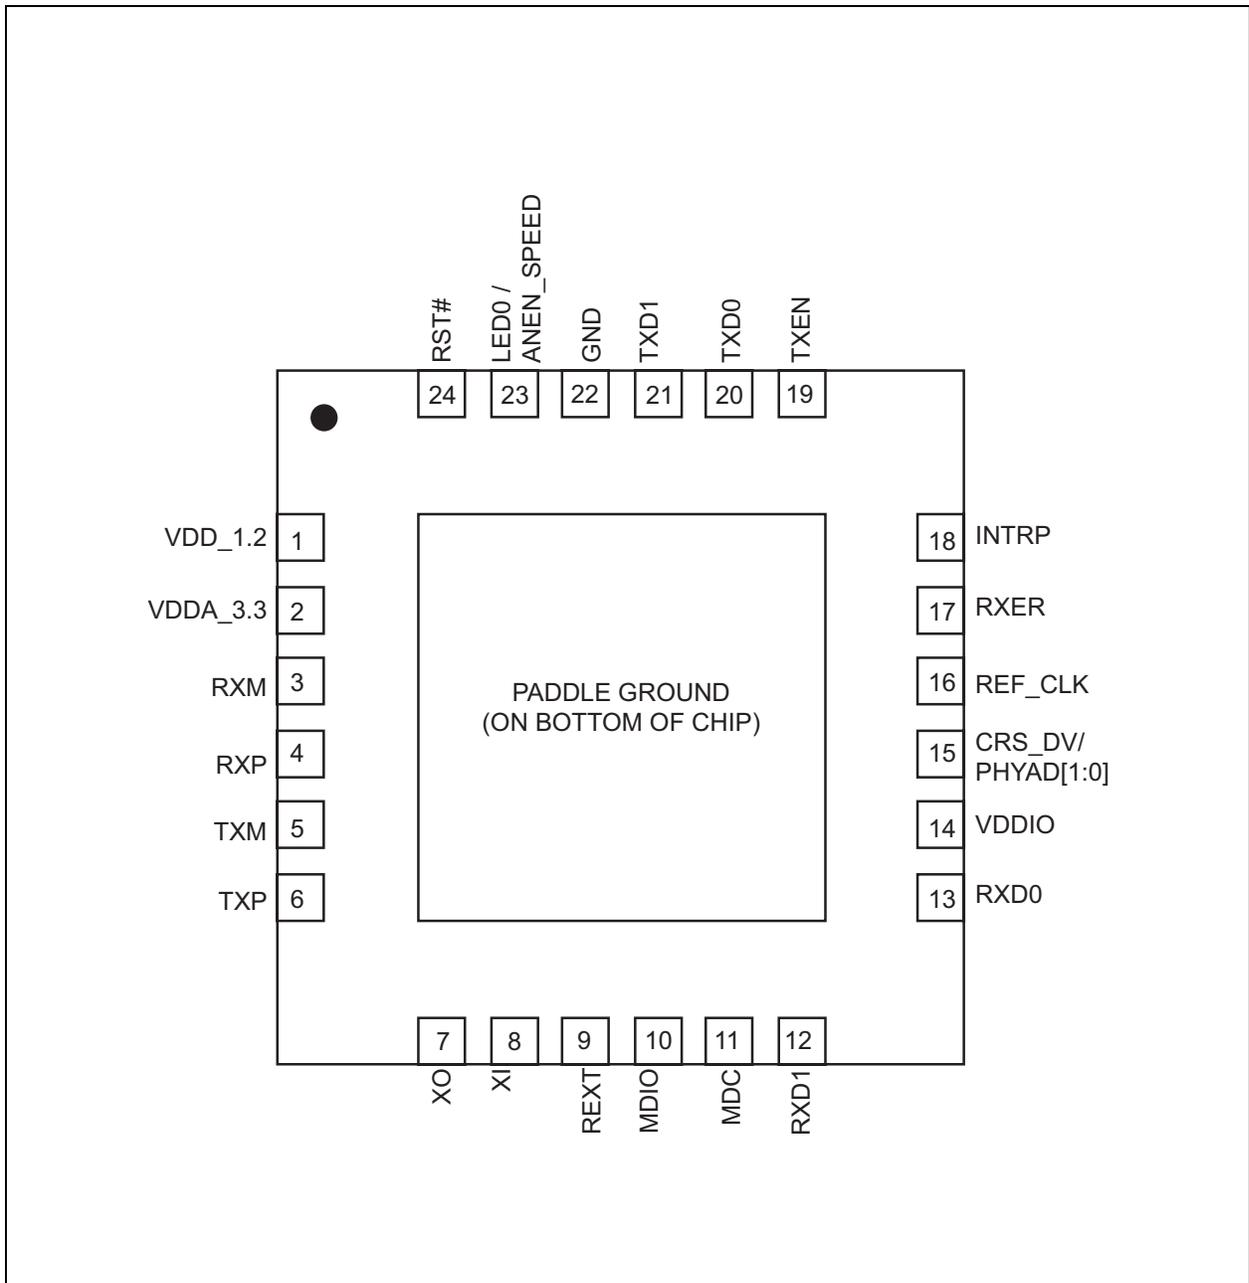 RST#
LED0 /
ANEN_SPEED
GND
TXD1
TXD0
TXEN
24
23
22
21
20
19
VDD_1.2
1
VDDA_3.3
2
RXM
3
RXP
4
TXM
5
TXP
6
PADDLE GROUND
(ON BOTTOM OF CHIP)
18
INTRP
17
RXER
16
REF_CLK
15
CRS_DV/
PHYAD[1:0]
14
VDDIO
13
RXD0
7
8
9
10
11
12
XO
XI
REXT
MDIO
MDC
RXD1